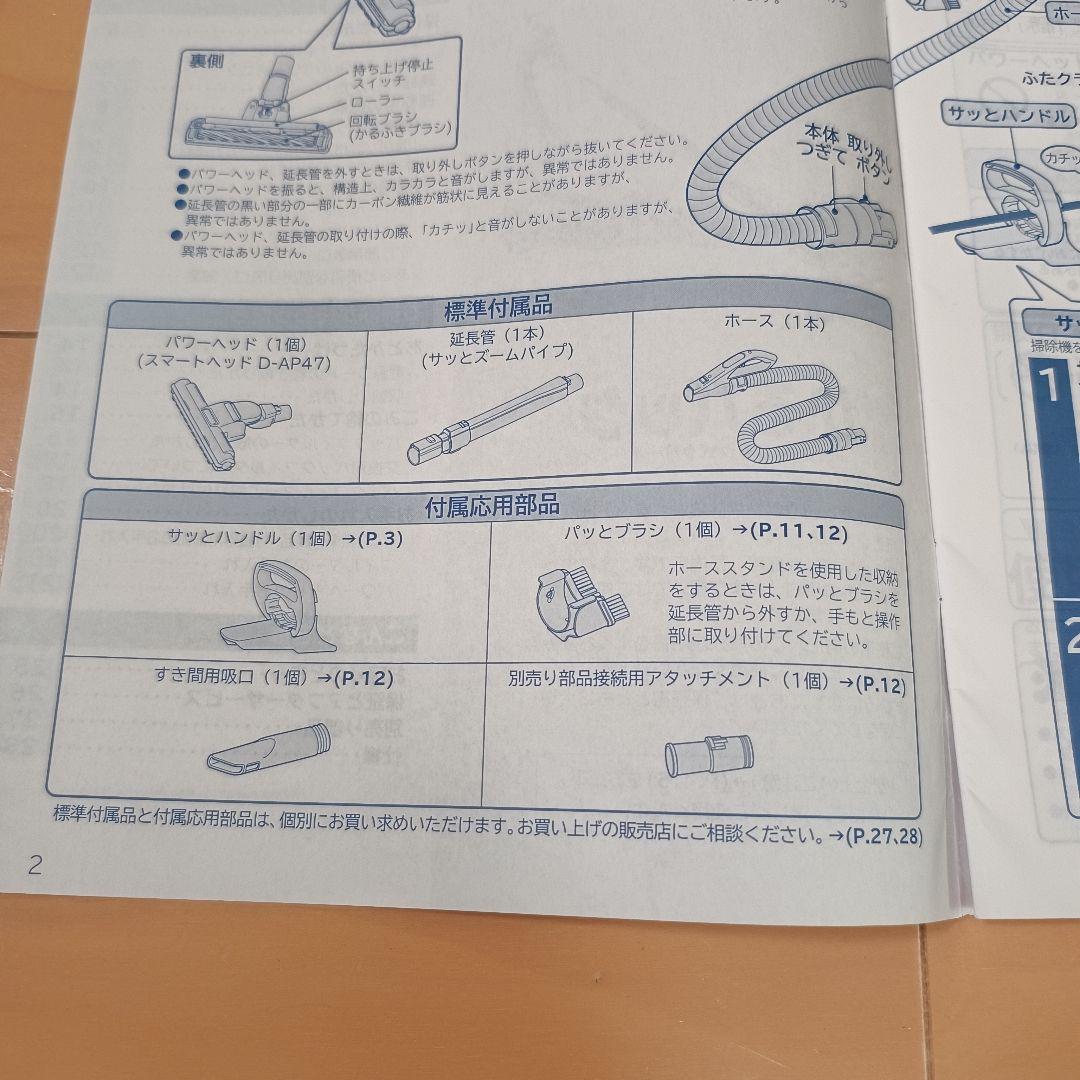 裏側
持ち上げ停止
スイッチ
ローラー
回転ブラシ
(かるふきブラシ)
●パワーヘッド、延長管を外すときは、取り外しボタンを押しながら抜いてください。
●パワーヘッドを振ると、構造上、カラカラと音がしますが、異常ではありません。
●延長管の黒い部分の一部にカーボン繊維が筋状に見えることがありますが、
異常ではありません。
●パワーヘッド、延長管の取り付けの際、「カチッ」と音がしないことがありますが、
異常ではありません。
本体
つぎて
取り外し
ボタン
標準付属品
パワーヘッド（1個）
(スマートヘッド D-AP47)
延長管（1本）
(サッとズームパイプ)
ホース（1本）
付属応用部品
サッとハンドル（1個）→(P.3)
パッとブラシ（1個）→(P.11、12)
ホーススタンドを使用した収納
をするときは、パッとブラシを
延長管から外すか、手もと操作
部に取り付けてください。
すき間用吸口（1個）→(P.12)
別売り部品接続用アタッチメント（1個）→(P.12)
標準付属品と付属応用部品は、個別にお買い求めいただけます。お買い上げの販売店にご相談ください。→(P.27、28)
2
ホー
ふたクラ
サッとハンドル
カチッ
サッ
掃除機を
1
2